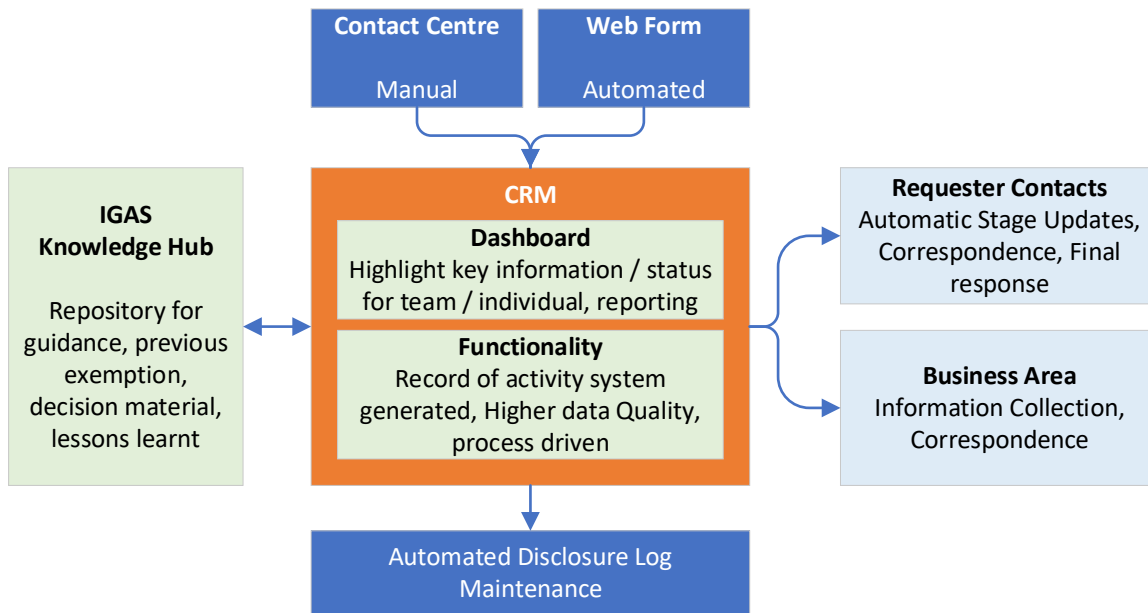 Contact Centre
Manual
Web Form
Automated
IGAS
Knowledge Hub
Repository for
guidance, previous
exemption,
decision material,
lessons learnt
CRM
Dashboard
Highlight key information / status
for team / individual, reporting
Functionality
Record of activity system
generated, Higher data Quality,
process driven
Requester Contacts
Automatic Stage Updates,
Correspondence, Final
response
Business Area
Information Collection,
Correspondence
Automated Disclosure Log
Maintenance